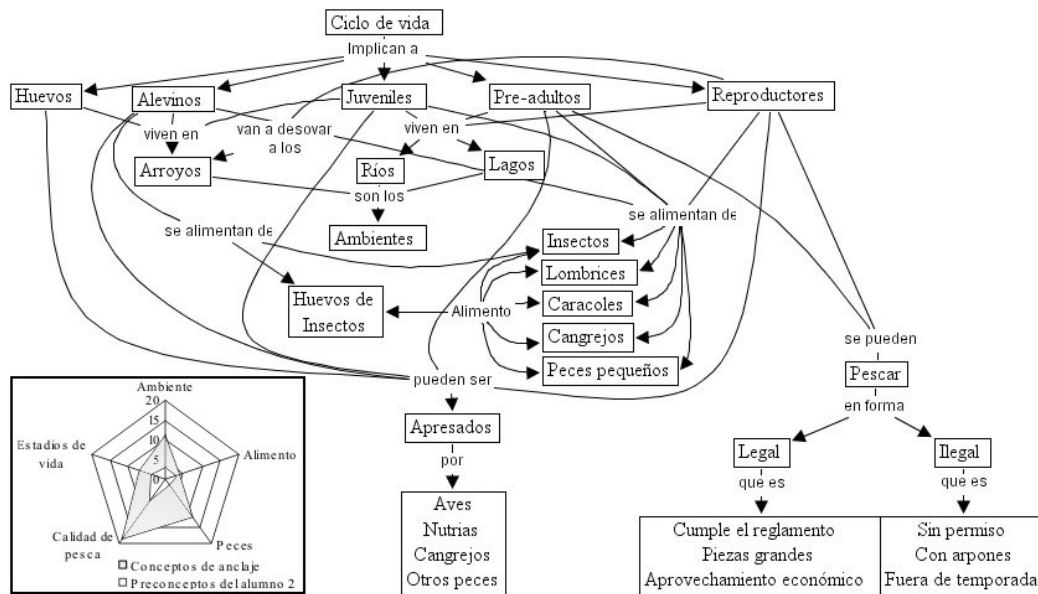 Ciclo de vida
Implican a
Huevos
Alevinos
Juveniles
Pre-adultos
Reproductores
viven en
van a desovar
a los
viven en
Arroyos
Ríos
Lagos
son los
se alimentan de
Ambientes
se alimentan de
Insectos
Lombrices
Huevos de
Insectos
Alimento
Caracoles
Cangrejos
Peces pequeños
se pueden
pueden ser
Pescar
en forma
Apresados
Legal
Ilegal
por
que es
que es
Aves
Nutrias
Cangrejos
Otros peces
Cumple el reglamento
Piezas grandes
Aprovechamiento económico
Sin permiso
Con arpones
Fuera de temporada
Ambiente
20
15
10
5
0
Estadios de
vida
Alimento
Calidad de
pesca
Peces
Conceptos de anclaje
Preconceptos del alumno 2